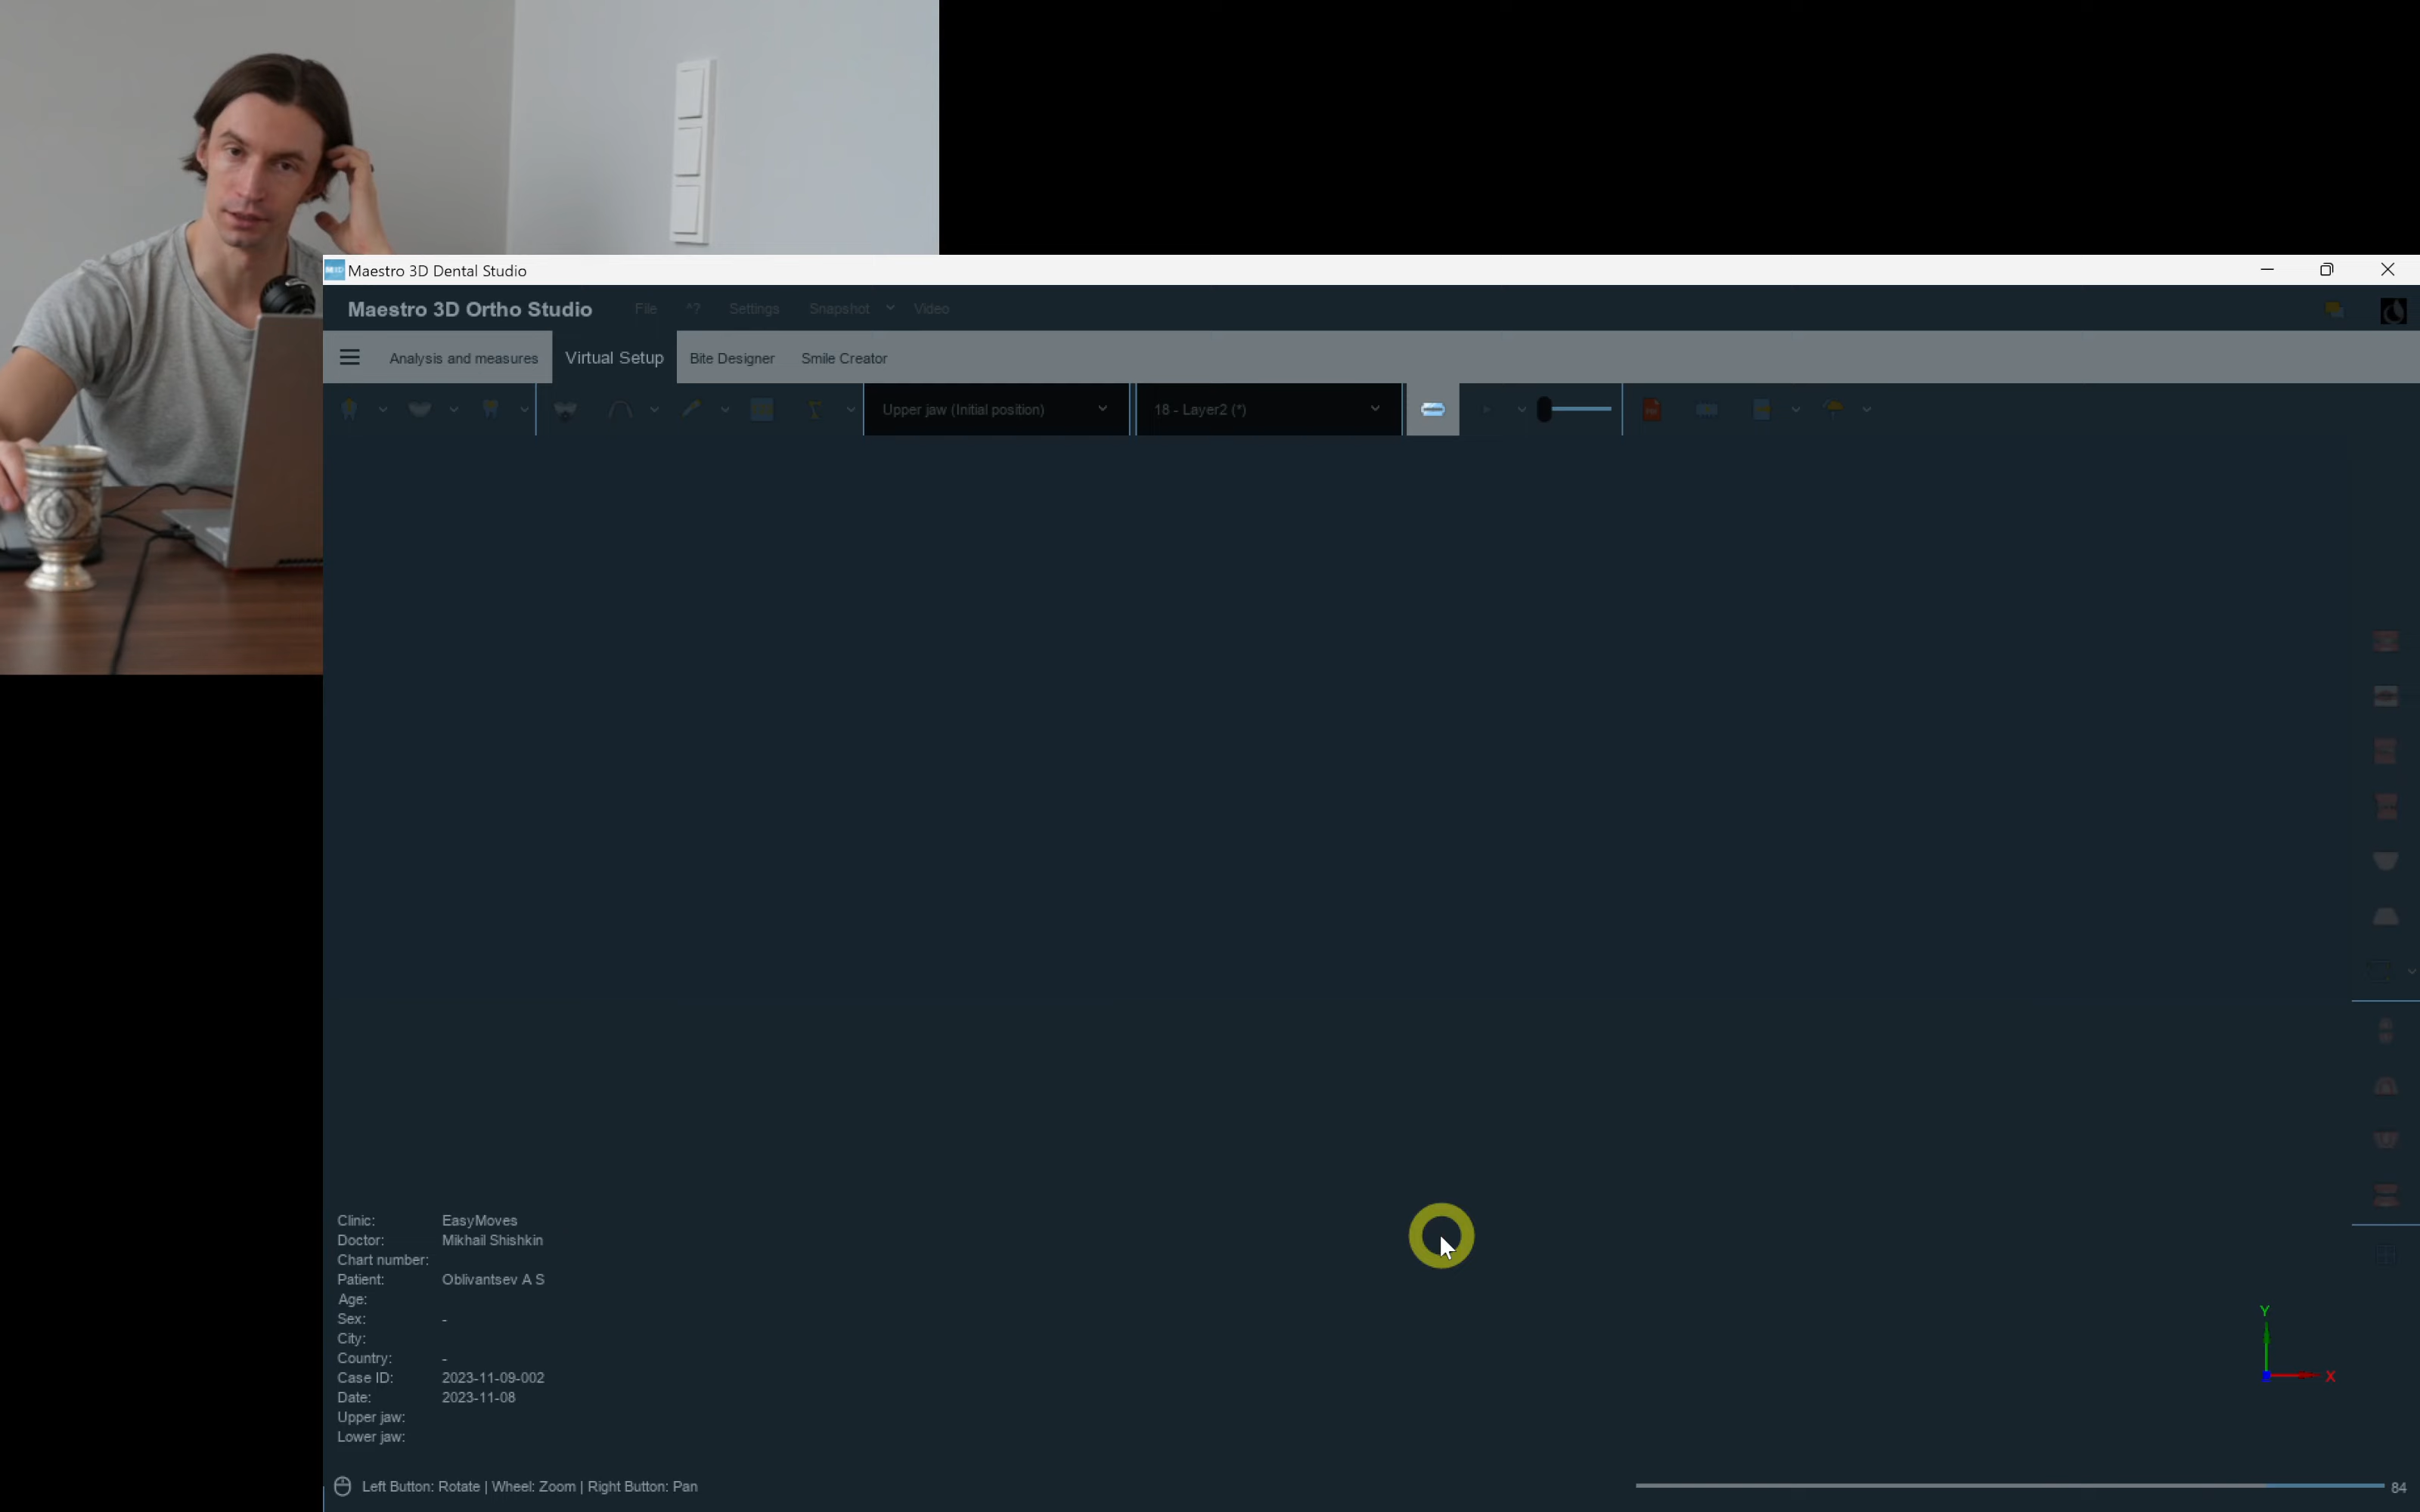 Maestro 3D Dental Studio
Maestro 3D Ortho Studio File ^? Settings Snapshot Video
Analysis and measures Virtual Setup Bite Designer Smile Creator
Upper jaw (Initial position) 18 - Layer2 (*)
Clinic: EasyMoves
Doctor: Mikhail Shishkin
Chart number:
Patient: Oblivantsev A S
Age:
Sex: -
City:
Country: -
Case ID: 2023-11-09-002
Date: 2023-11-08
Upper jaw:
Lower jaw:
Y
X
Left Button: Rotate | Wheel: Zoom | Right Button: Pan
84